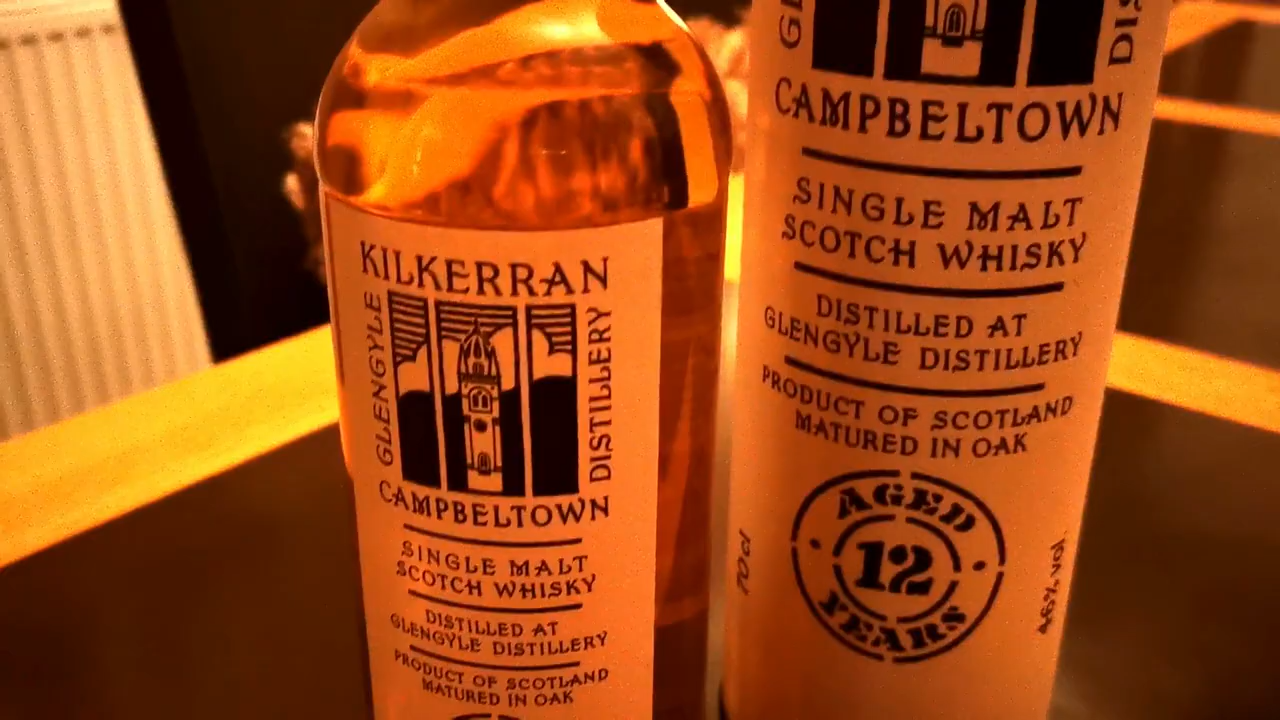 KILKERRAN
GLENGYLE
DISTILLERY
CAMPBELTOWN
SINGLE MALT
SCOTCH WHISKY
DISTILLED AT
GLENGYLE DISTILLERY
PRODUCT OF SCOTLAND
MATURED IN OAK
CAMPBELTOWN
SINGLE MALT
SCOTCH WHISKY
DISTILLED AT
GLENGYLE DISTILLERY
PRODUCT OF SCOTLAND
MATURED IN OAK
AGED
12
YEARS
70cl
46% vol.